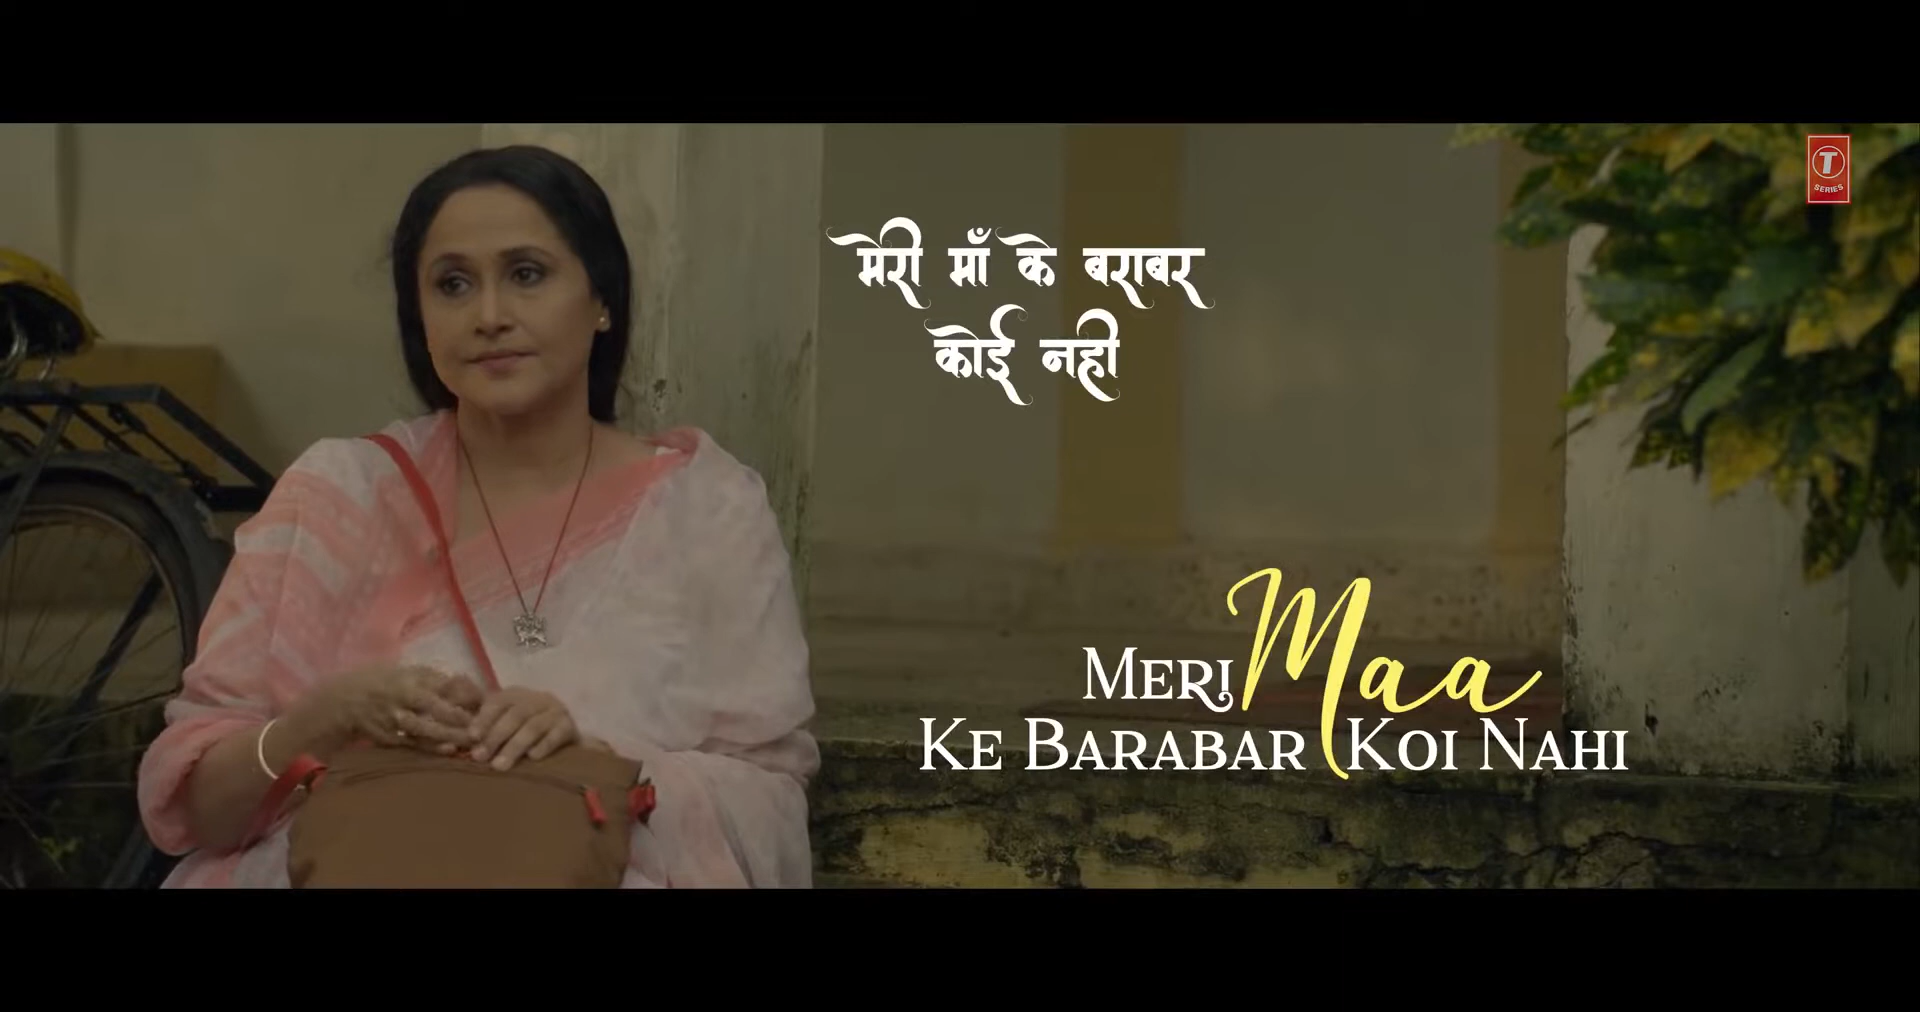 T
SERIES
मेरी माँ के बराबर
कोई नही
MERI Maa
KE BARABAR KOI NAHI